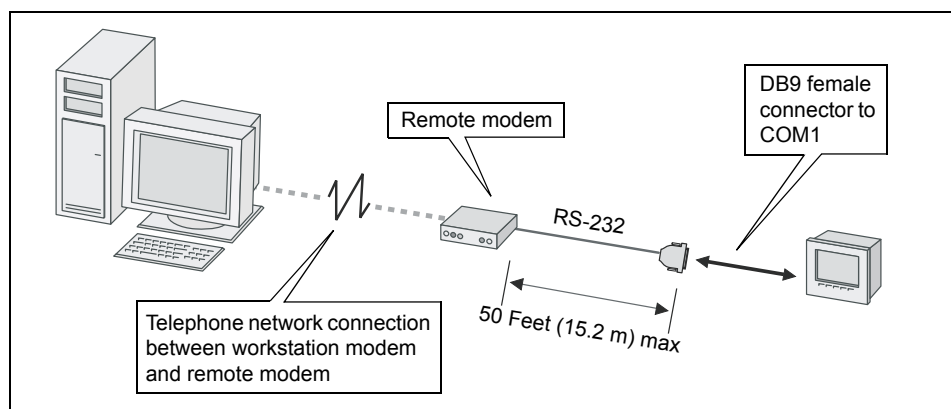 DB9 female
connector to
COM1
Remote modem
RS-232
50 Feet (15.2 m) max
Telephone network connection
between workstation modem
and remote modem